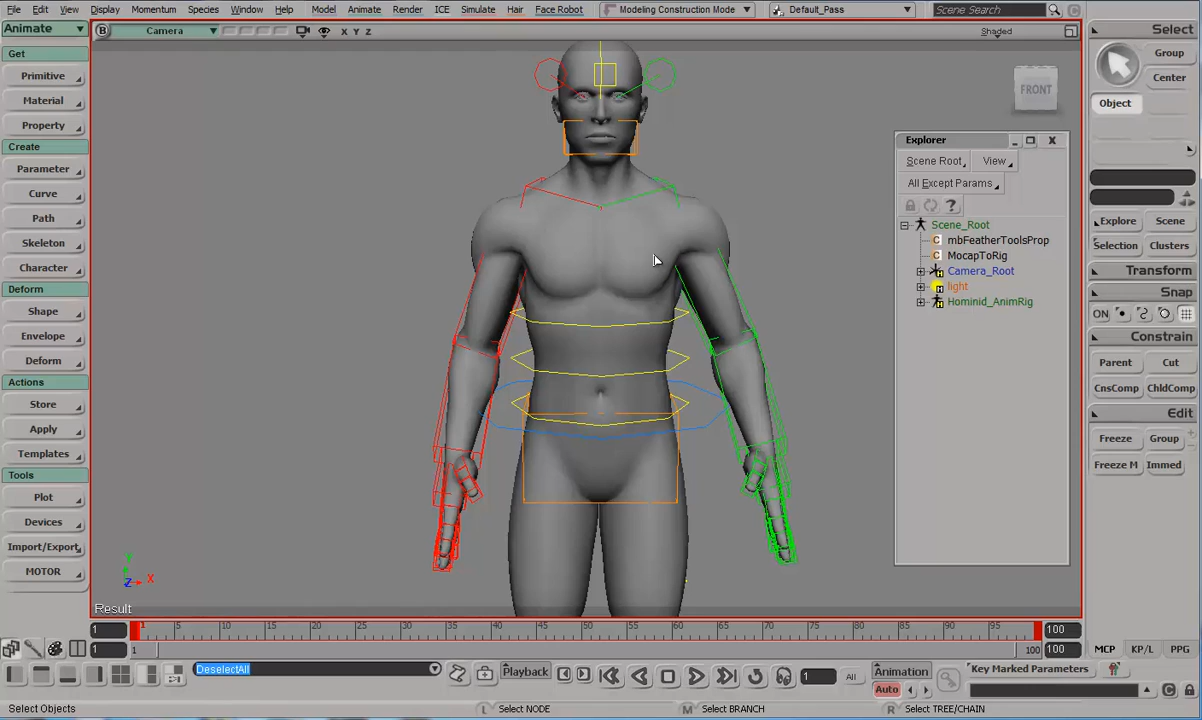 File Edit View Display Momentum Species Window Help Model Animate Render ICE Simulate Hair Face Robot Modeling Construction Mode Default_Pass Scene Search
Animate
B Camera X Y Z Shaded
Select
Get
Primitive
Material
Property
Create
Parameter
Curve
Path
Skeleton
Character
Deform
Shape
Envelope
Deform
Actions
Store
Apply
Templates
Tools
Plot
Devices
Import/Export
MOTOR
FRONT
Explorer
Scene Root View
All Except Params
?
Scene_Root
C mbFeatherToolsProp
C MocapToRig
Camera_Root
light
Hominid_AnimRig
Group
Center
Object
Explore Scene
Selection Clusters
Transform
Snap
ON
Constrain
Parent Cut
CnsComp ChldComp
Edit
Freeze Group
Freeze M Immed
Y
Z X
Result
1 1 5 10 15 20 25 30 35 40 45 50 55 60 65 70 75 80 85 90 95 100
1 1 100 100
MCP KP/L PPG
DeselectAll Playback 1 All Animation Key Marked Parameters
Auto
Select Objects L Select NODE M Select BRANCH R Select TREE/CHAIN